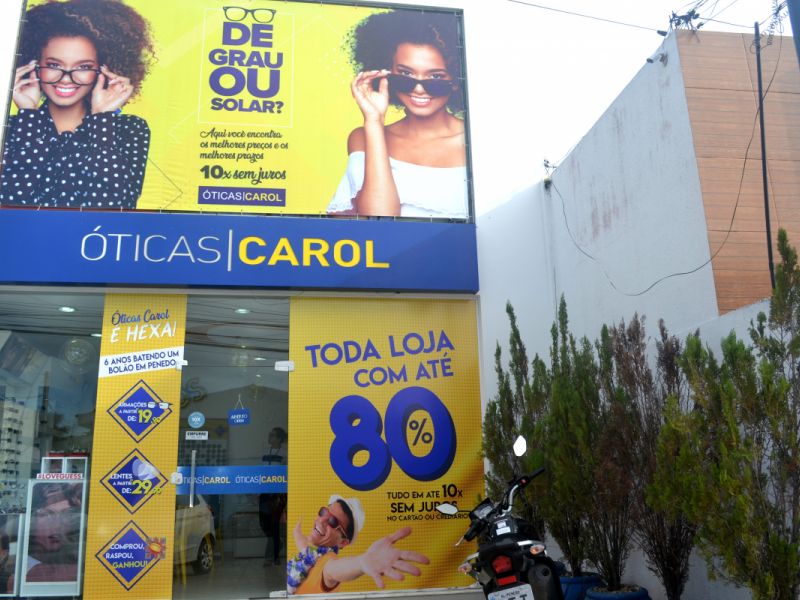 DE
GRAU
OU
SOLAR?
Aqui você encontra
os melhores preços e os
melhores prazos
10x sem juros
ÓTICAS|CAROL
ÓTICAS|CAROL
Óticas Carol
É HEXA!
6 ANOS BATENDO UM
BOLÃO EM PENEDO
ARMAÇÕES
A PARTIR
DE: 19,90
LENTES
A PARTIR
DE: 29,90
COMPROU,
RASPOU,
GANHOU!
TODA LOJA
COM ATÉ
80%
TUDO EM ATÉ 10x
SEM JUROS
NO CARTÃO OU CREDIÁRIO
ABERTO
EMPURRE
ÓTICAS|CAROL ÓTICAS|CAROL
#LOVEGUESS